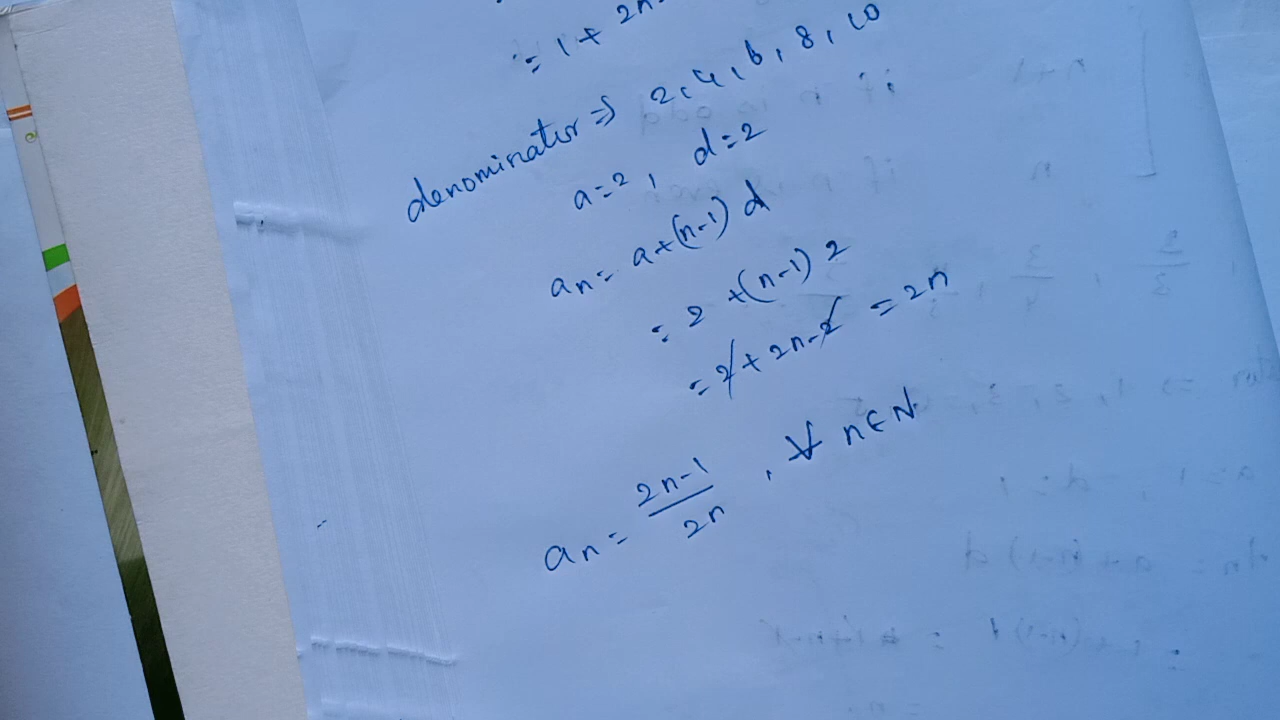 = 1 + 2n-
denominator ⇒ 2, 4, 6, 8, 10
a = 2, d = 2
an = a+(n-1) d
= 2 +(n-1) 2
= 2 + 2n-2 = 2n
an = 2n-1/2n, ∀ n∈N.